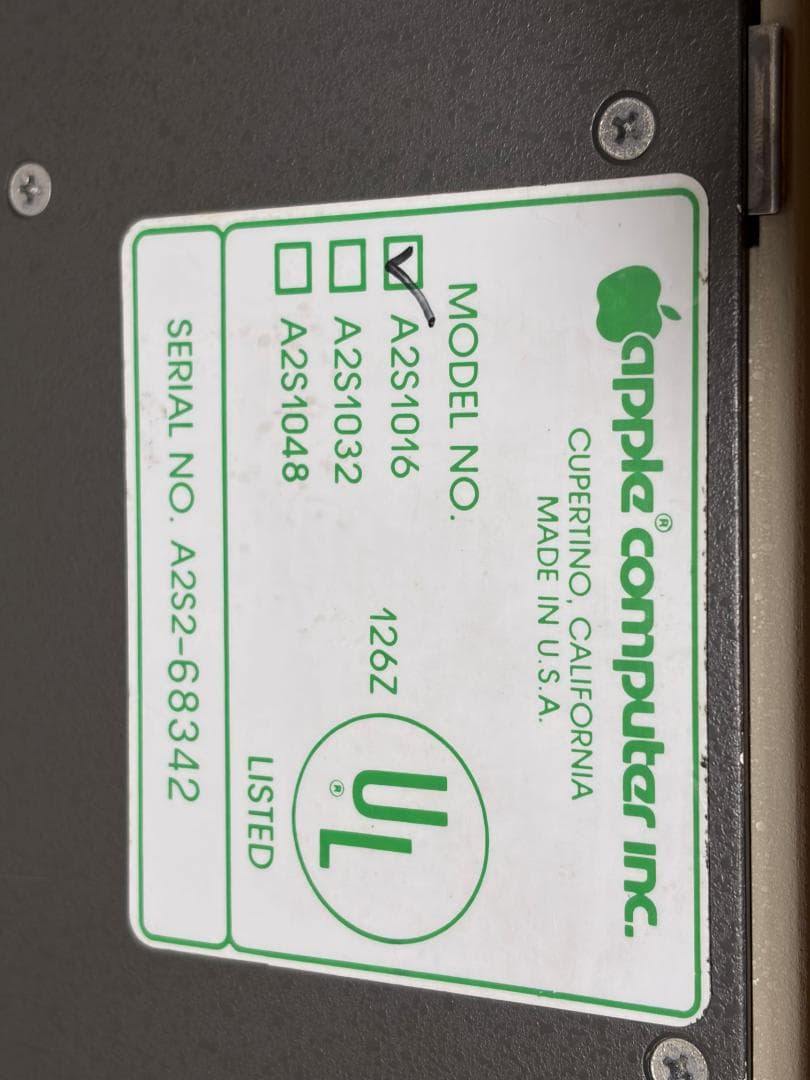 apple® computer inc.
CUPERTINO, CALIFORNIA
MADE IN U.S.A.
MODEL NO.
A2S1016
A2S1032
A2S1048
126Z
UL®
LISTED
SERIAL NO. A2S2-68342